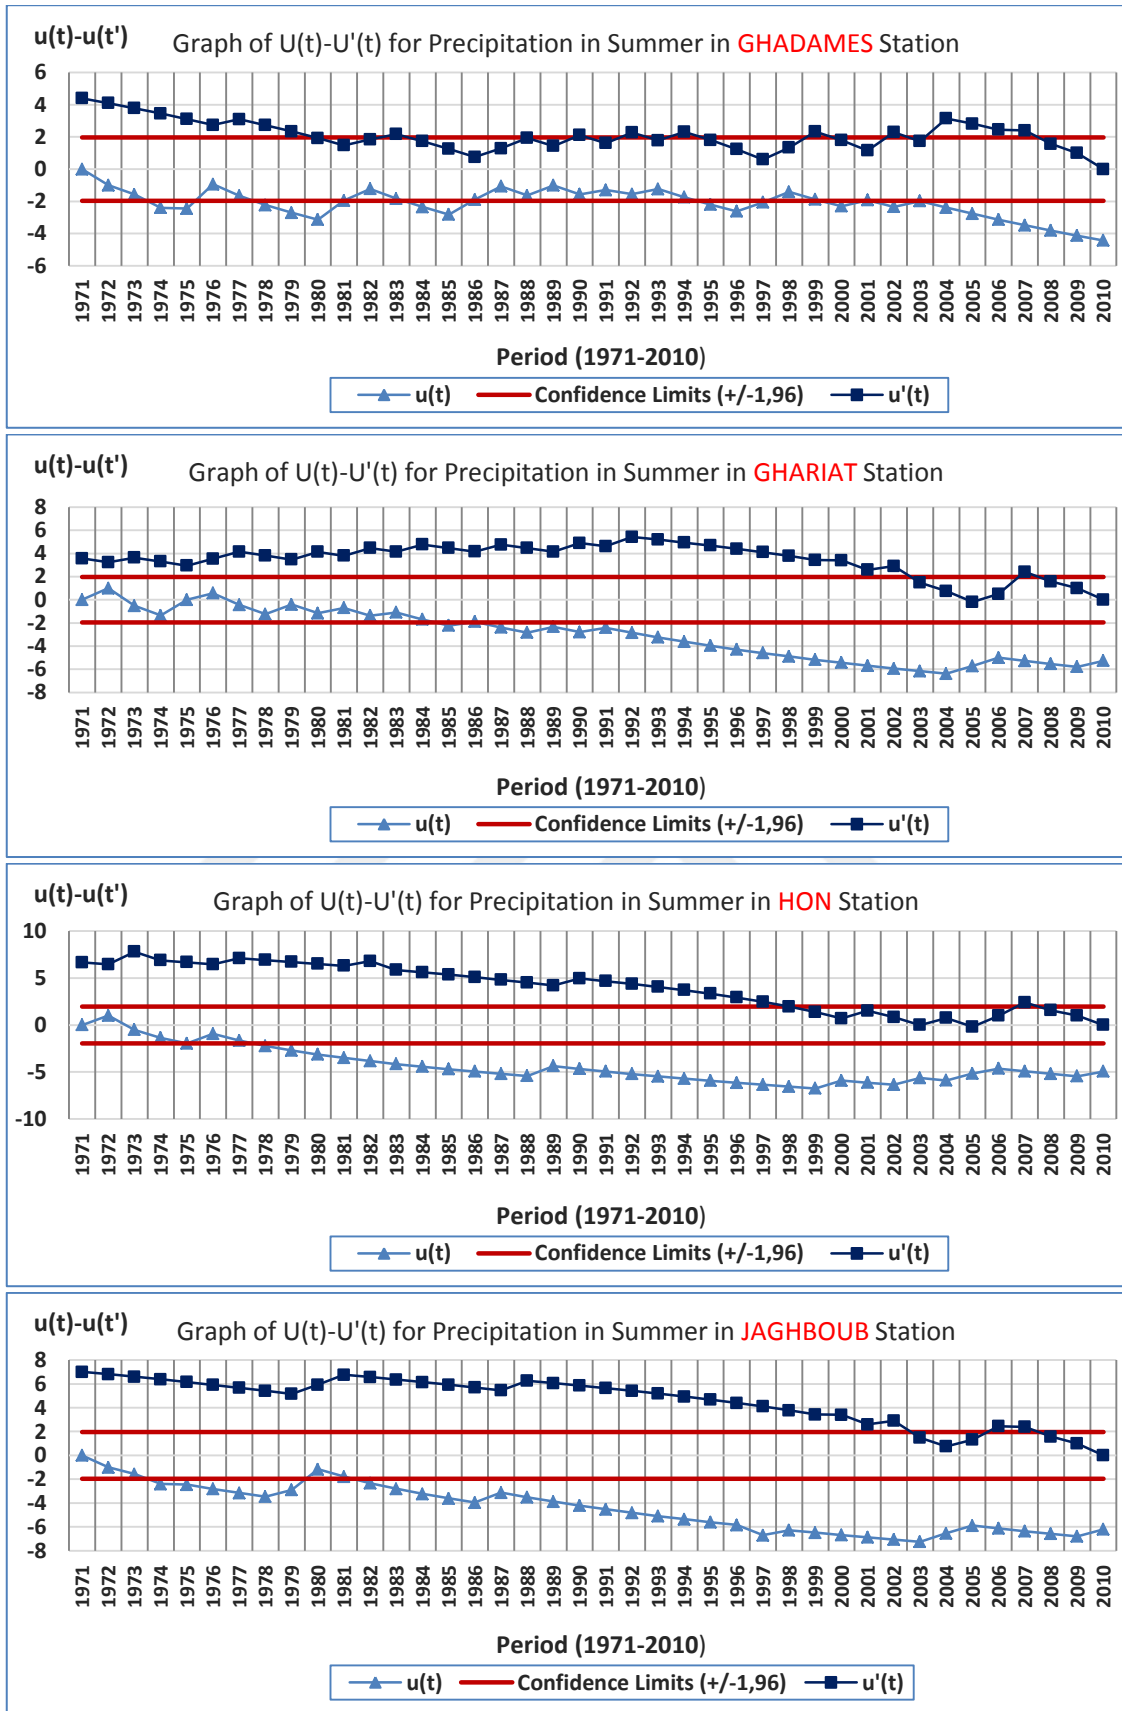 u(t)-u(t')
Graph of U(t)-U'(t) for Precipitation in Summer in GHADAMES Station
6
4
2
0
-2
-4
-6
1971 1972 1973 1974 1975 1976 1977 1978 1979 1980 1981 1982 1983 1984 1985 1986 1987 1988 1989 1990 1991 1992 1993 1994 1995 1996 1997 1998 1999 2000 2001 2002 2003 2004 2005 2006 2007 2008 2009 2010
Period (1971-2010)
u(t) Confidence Limits (+/-1,96) u'(t)
u(t)-u(t')
Graph of U(t)-U'(t) for Precipitation in Summer in GHARIAT Station
8
6
4
2
0
-2
-4
-6
-8
1971 1972 1973 1974 1975 1976 1977 1978 1979 1980 1981 1982 1983 1984 1985 1986 1987 1988 1989 1990 1991 1992 1993 1994 1995 1996 1997 1998 1999 2000 2001 2002 2003 2004 2005 2006 2007 2008 2009 2010
Period (1971-2010)
u(t) Confidence Limits (+/-1,96) u'(t)
u(t)-u(t')
Graph of U(t)-U'(t) for Precipitation in Summer in HON Station
10
5
0
-5
-10
1971 1972 1973 1974 1975 1976 1977 1978 1979 1980 1981 1982 1983 1984 1985 1986 1987 1988 1989 1990 1991 1992 1993 1994 1995 1996 1997 1998 1999 2000 2001 2002 2003 2004 2005 2006 2007 2008 2009 2010
Period (1971-2010)
u(t) Confidence Limits (+/-1,96) u'(t)
u(t)-u(t')
Graph of U(t)-U'(t) for Precipitation in Summer in JAGHBOUB Station
8
6
4
2
0
-2
-4
-6
-8
1971 1972 1973 1974 1975 1976 1977 1978 1979 1980 1981 1982 1983 1984 1985 1986 1987 1988 1989 1990 1991 1992 1993 1994 1995 1996 1997 1998 1999 2000 2001 2002 2003 2004 2005 2006 2007 2008 2009 2010
Period (1971-2010)
u(t) Confidence Limits (+/-1,96) u'(t)